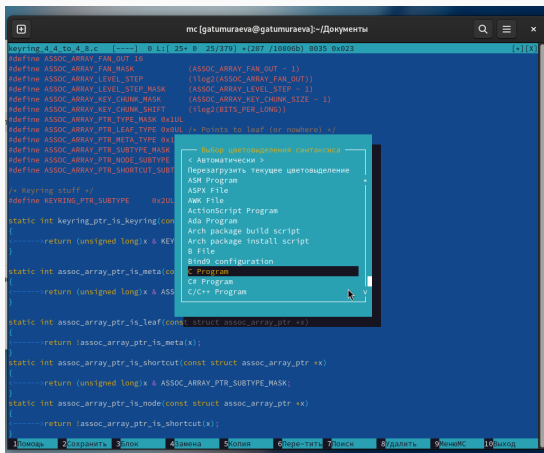 mc [gatumuraeva@gatumuraeva]:~/Документы
keyring_4_4_to_4_8.c [----] 0 L:[ 25+ 0 25/379] *(207 /10806b) 0035 0x023 [*][X]
#define ASSOC_ARRAY_FAN_OUT 16
#define ASSOC_ARRAY_FAN_MASK (ASSOC_ARRAY_FAN_OUT - 1)
#define ASSOC_ARRAY_LEVEL_STEP (ilog2(ASSOC_ARRAY_FAN_OUT))
#define ASSOC_ARRAY_LEVEL_STEP_MASK (ASSOC_ARRAY_FAN_OUT - 1)
#define ASSOC_ARRAY_KEY_CHUNK_MASK (ASSOC_ARRAY_KEY_CHUNK_SIZE - 1)
#define ASSOC_ARRAY_KEY_CHUNK_SHIFT (ilog2(BITS_PER_LONG))
#define ASSOC_ARRAY_PTR_TYPE_MASK 0x1UL
#define ASSOC_ARRAY_PTR_LEAF_TYPE 0x0UL /* Points to leaf (or nowhere) */
#define ASSOC_ARRAY_PTR_META_TYPE 0x1
#define ASSOC_ARRAY_PTR_SUBTYPE_MASK
#define ASSOC_ARRAY_PTR_NODE_SUBTYPE
#define ASSOC_ARRAY_PTR_SHORTCUT_SUBT
/* Keyring stuff */
#define KEYRING_PTR_SUBTYPE 0x2UL
static int keyring_ptr_is_keyring(con
{
<------>return (unsigned long)x & KEY
}
static int assoc_array_ptr_is_meta(co
{
<------>return (unsigned long)x & ASS
}
static int assoc_array_ptr_is_leaf(const struct assoc_array_ptr *x)
{
<------>return !assoc_array_ptr_is_meta(x);
}
static int assoc_array_ptr_is_shortcut(const struct assoc_array_ptr *x)
{
<------>return (unsigned long)x & ASSOC_ARRAY_PTR_SUBTYPE_MASK;
}
static int assoc_array_ptr_is_node(const struct assoc_array_ptr *x)
{
<------>return !assoc_array_ptr_is_shortcut(x);
}
Выбор цветовыделения синтаксиса
< Автоматически >
Перезагрузить текущее цветовыделение
ASM Program
ASPX File
AWK File
ActionScript Program
Ada Program
Arch package build script
Arch package install script
B File
Bind9 configuration
C Program
C# Program
C/C++ Program
1Помощь 2Сохранить 3Блок 4Замена 5Копия 6Пере~тить 7Поиск 8Удалить 9МенюMC 10Выход